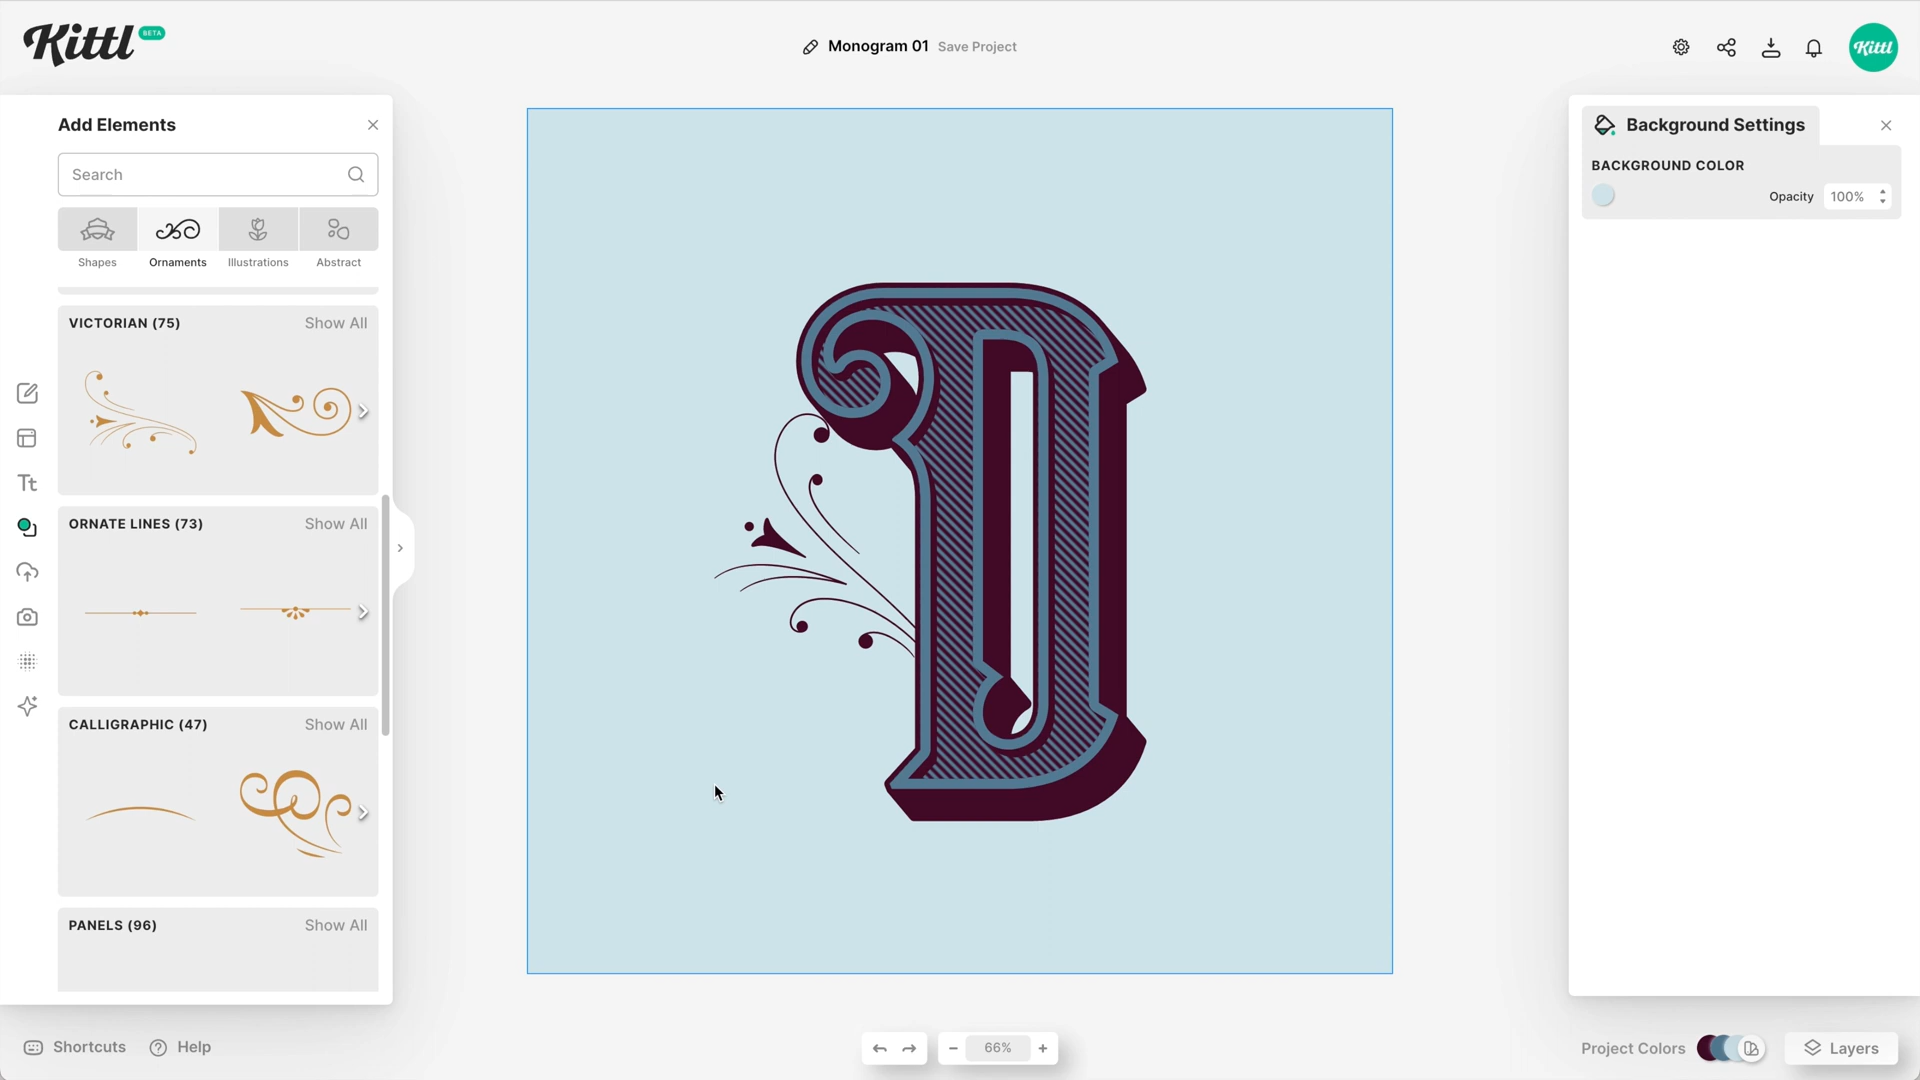 Kittl BETA
Monogram 01 Save Project
Kittl
Add Elements
Search
Shapes Ornaments Illustrations Abstract
VICTORIAN (75) Show All
ORNATE LINES (73) Show All
CALLIGRAPHIC (47) Show All
PANELS (96) Show All
Tt
D
Background Settings
BACKGROUND COLOR
Opacity 100%
Shortcuts Help
66%
Project Colors Layers